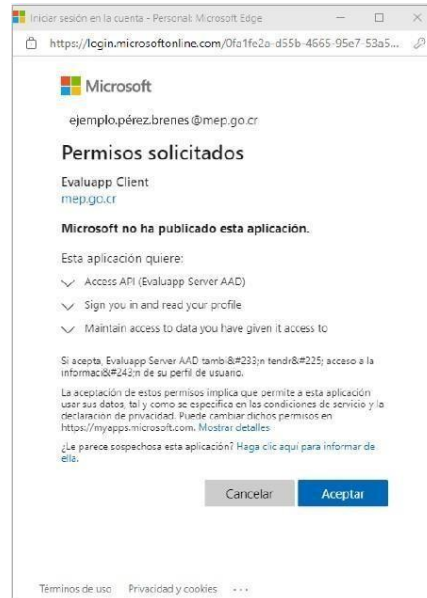 Iniciar sesión en la cuenta - Personal: Microsoft Edge
https://login.microsoftonline.com/0fa1fe2a-d55b-4665-95e7-53a5...
Microsoft
ejemplo.pérez.brenes@mep.go.cr
Permisos solicitados
Evaluapp Client
mep.go.cr
Microsoft no ha publicado esta aplicación.
Esta aplicación quiere:
Access API (Evaluapp Server AAD)
Sign you in and read your profile
Maintain access to data you have given it access to
Si acepta, Evaluapp Server AAD tambi&#233;n tendr&#225; acceso a la
informaci&#243;n de su perfil de usuario.
La aceptación de estos permisos implica que permite a esta aplicación
usar sus datos, tal y como se especifica en las condiciones de servicio y la
declaración de privacidad. Puede cambiar dichos permisos en
https://myapps.microsoft.com. Mostrar detalles
¿Le parece sospechosa esta aplicación? Haga clic aquí para informar de
ella.
Cancelar Aceptar
Términos de uso Privacidad y cookies ...